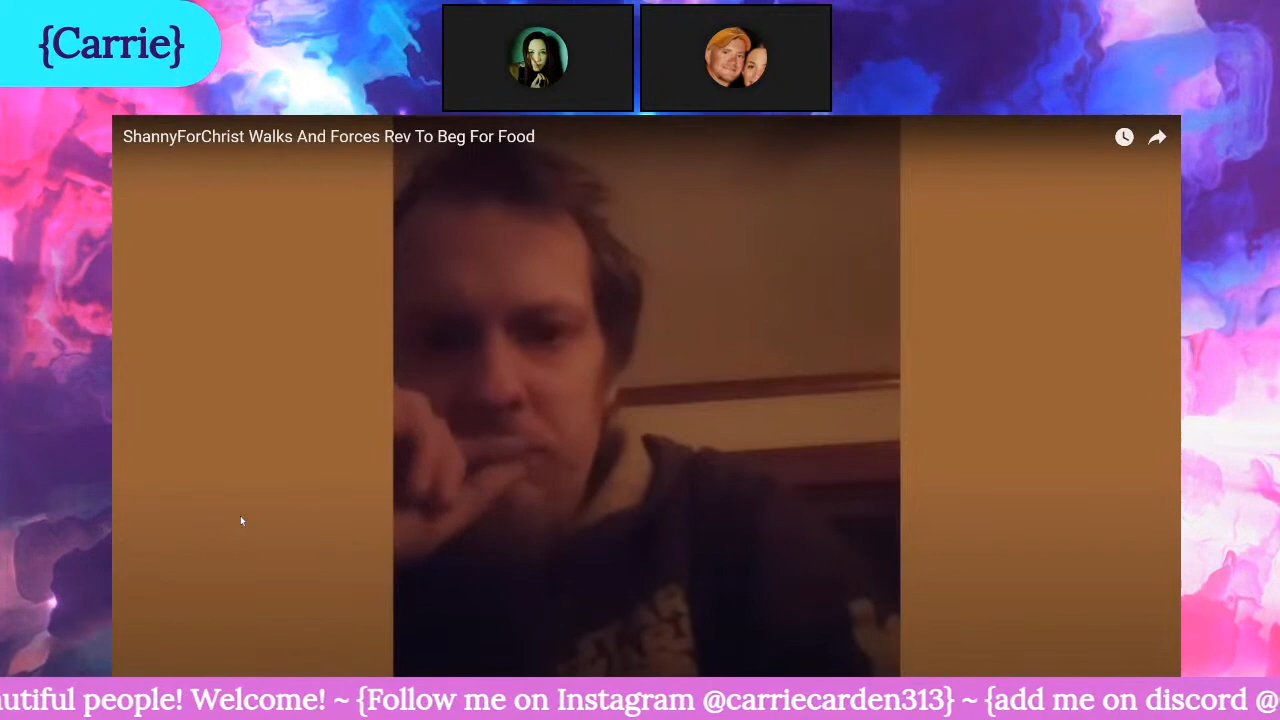 {Carrie}
ShannyForChrist Walks And Forces Rev To Beg For Food
utiful people! Welcome! ~ {Follow me on Instagram @carriecarden313} ~ {add me on discord @